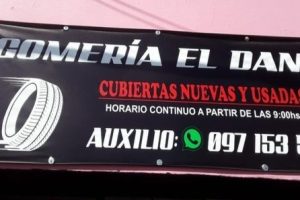 GOMERÍA EL DAN
CUBIERTAS NUEVAS Y USADAS
HORARIO CONTINUO A PARTIR DE LAS 9:00hs
AUXILIO: 097 153